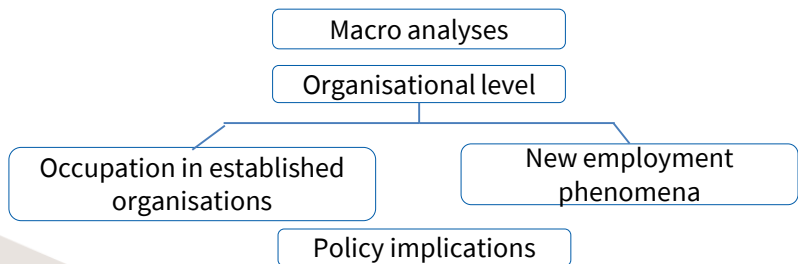 Macro analyses
Organisational level
Occupation in established
organisations
New employment
phenomena
Policy implications